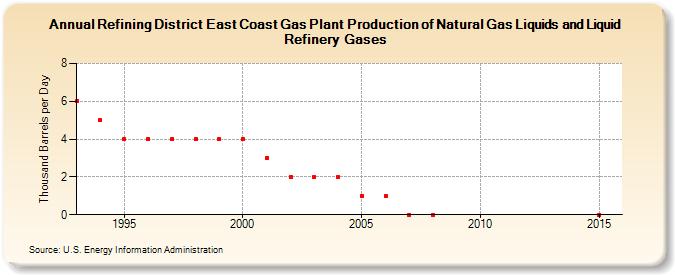 Annual Refining District East Coast Gas Plant Production of Natural Gas Liquids and Liquid
Refinery Gases
Thousand Barrels per Day
8
6
4
2
0
1995
2000
2005
2010
2015
Source: U.S. Energy Information Administration